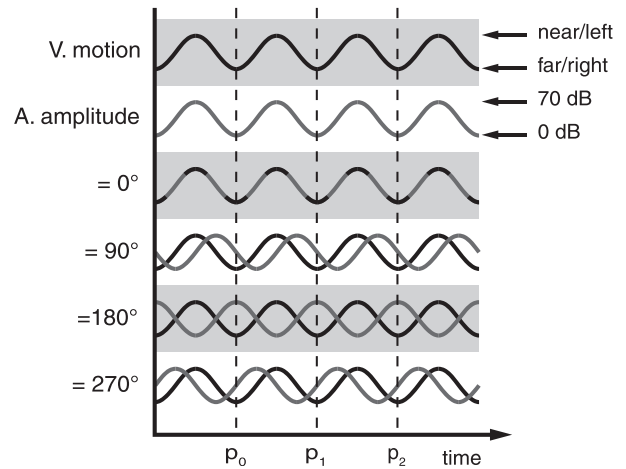 V. motion
near/left
far/right
A. amplitude
70 dB
0 dB
= 0°
= 90°
=180°
= 270°
p₀ p₁ p₂ time